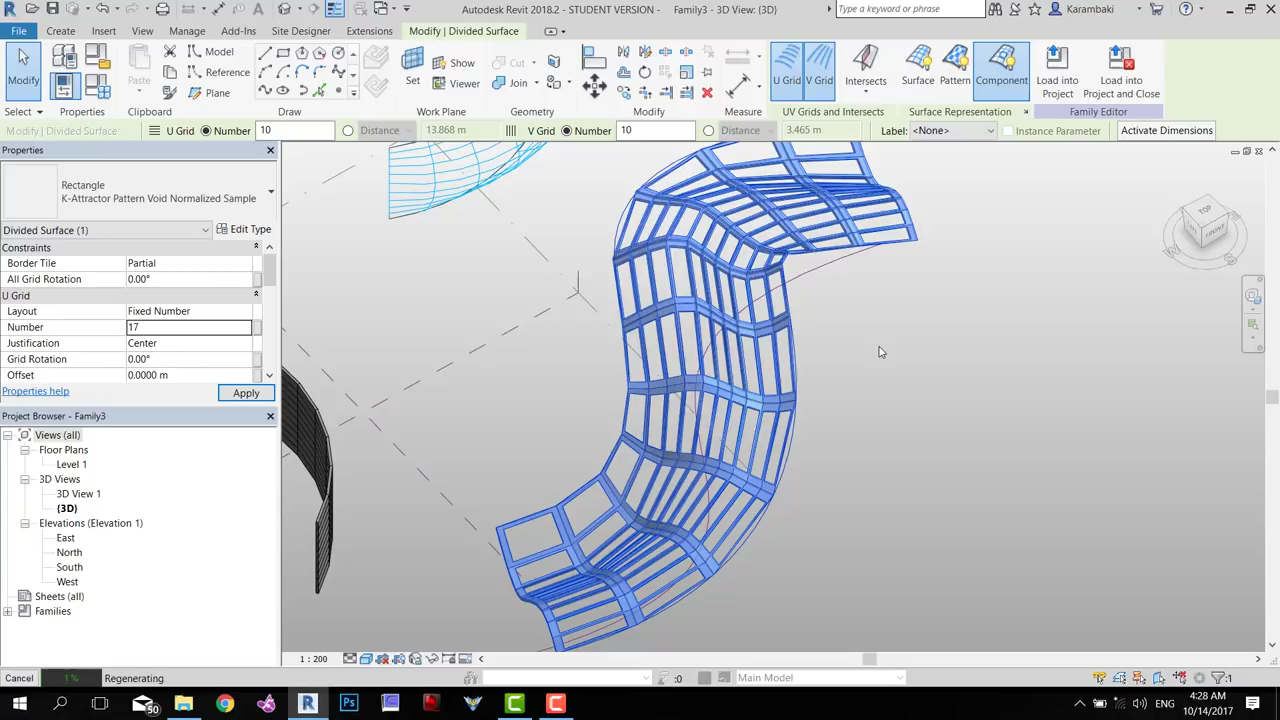 Autodesk Revit 2018.2 - STUDENT VERSION - Family3 - 3D View: {3D}
Type a keyword or phrase
Karambaki
File Create Insert View Manage Add-Ins Site Designer Extensions Modify | Divided Surface
Modify
Paste
Model
Reference
Plane
Set
Show
Viewer
Cut
Join
U Grid
V Grid
Intersects
Surface
Pattern
Component
Load into Project
Load into Project and Close
Select Properties Clipboard Draw Work Plane Geometry Modify Measure UV Grids and Intersects Surface Representation Family Editor
Modify | Divided Surface U Grid Number 10 Distance 13.868 m V Grid Number 10 Distance 3.465 m Label: <None> Instance Parameter Activate Dimensions
Properties
Rectangle
K-Attractor Pattern Void Normalized Sample
Divided Surface (1) Edit Type
Constraints
Border Tile Partial
All Grid Rotation 0.00°
U Grid
Layout Fixed Number
Number 17
Justification Center
Grid Rotation 0.00°
Offset 0.0000 m
Properties help Apply
Project Browser - Family3
Views (all)
Floor Plans
Level 1
3D Views
3D View 1
{3D}
Elevations (Elevation 1)
East
North
South
West
Sheets (all)
Families
TOP
FRONT
1 : 200
Cancel 1 % Regenerating :0 Main Model :1
50
ENG
4:28 AM
10/14/2017